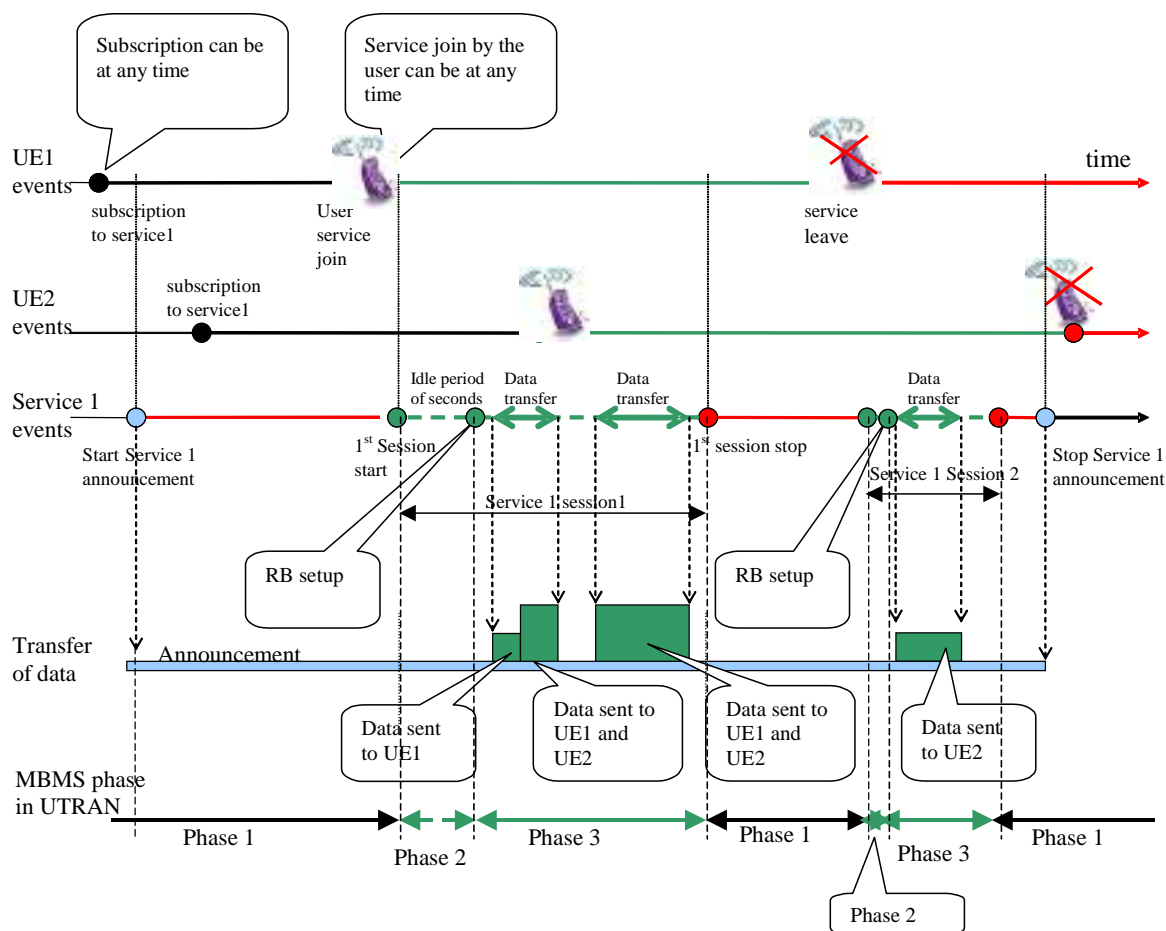 Subscription can be
at any time
Service join by the
user can be at any
time
UE1
events
time
subscription
to service1
User
service
join
service
leave
UE2
events
subscription
to service1
Service 1
events
Idle period
of seconds
Data
transfer
Data
transfer
Data
transfer
Start Service 1
announcement
1st Session
start
1st session stop
Stop Service 1
announcement
Service 1 session1
Service 1 Session 2
RB setup
RB setup
Transfer
of data
Announcement
Data sent
to UE1
Data sent to
UE1 and
UE2
Data sent to
UE1 and
UE2
Data sent
to UE2
MBMS phase
in UTRAN
Phase 1
Phase 2
Phase 3
Phase 1
Phase 3
Phase 1
Phase 2